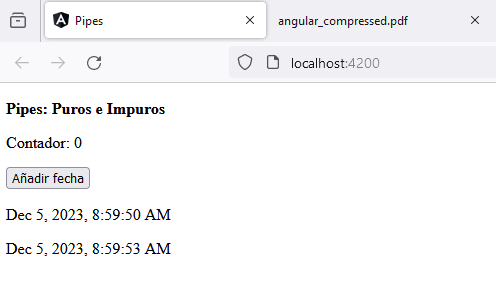 Pipes
angular_compressed.pdf
localhost:4200
Pipes: Puros e Impuros
Contador: 0
Añadir fecha
Dec 5, 2023, 8:59:50 AM
Dec 5, 2023, 8:59:53 AM